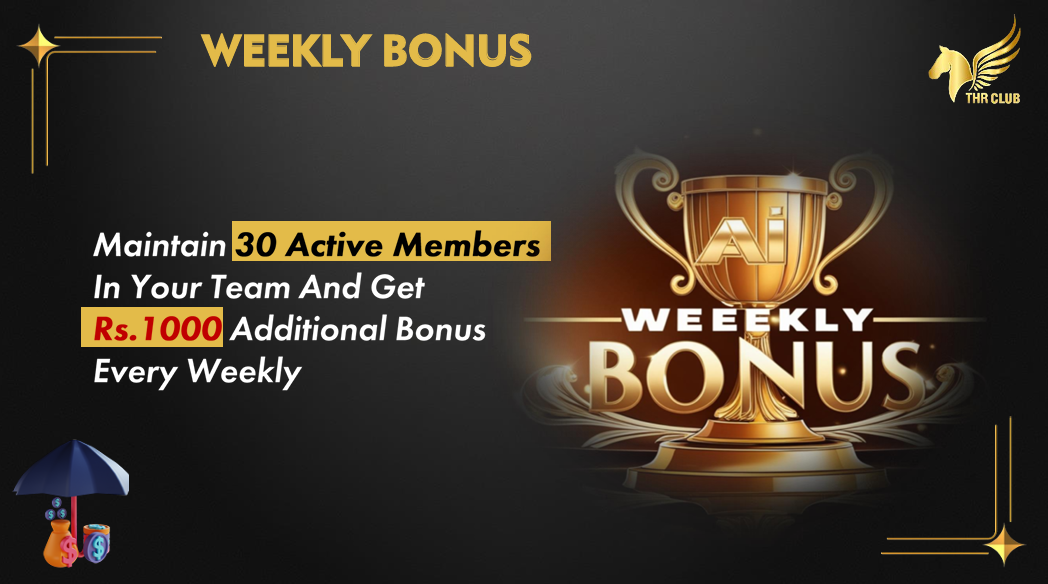 WEEKLY BONUS
THR CLUB
Maintain 30 Active Members
In Your Team And Get
Rs.1000 Additional Bonus
Every Weekly
Ai
WEEEKLY
BONUS